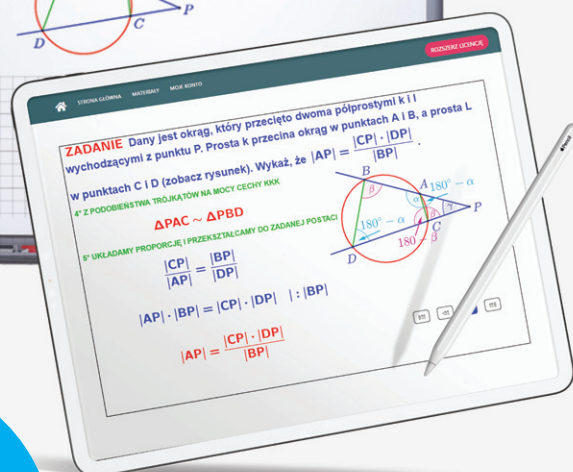 D
C
P
STRONA GŁÓWNA MATERIAŁY MOJE KONTO
ROZSZERZ LICENCJĘ
ZADANIE Dany jest okrąg, który przecięto dwoma półprostymi k i l
wychodzącymi z punktu P. Prosta k przecina okrąg w punktach A i B, a prosta L
w punktach C i D (zobacz rysunek). Wykaż, że |AP| = |CP| · |DP| / |BP| .
4° Z PODOBIEŃSTWA TRÓJKĄTÓW NA MOCY CECHY KKK
ΔPAC ~ ΔPBD
5° UKŁADAMY PROPORCJĘ I PRZEKSZTAŁCAMY DO ZADANEJ POSTACI
|CP| / |AP| = |BP| / |DP|
|AP| · |BP| = |CP| · |DP| | : |BP|
|AP| = |CP| · |DP| / |BP|
B
β
A 180° − α
α
β
γ
P
180° − α
C
180 − β
D
Pencil